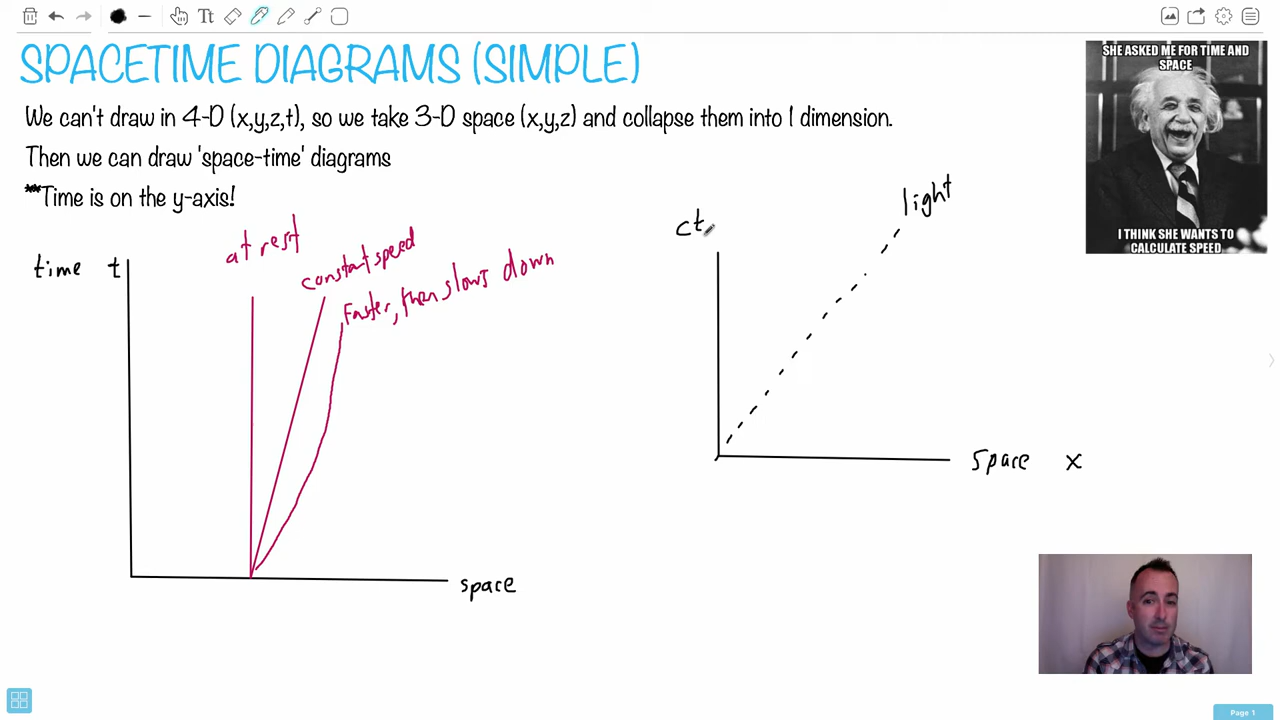 Tt
SPACETIME DIAGRAMS (SIMPLE)
We can't draw in 4-D (x,y,z,t), so we take 3-D space (x,y,z) and collapse them into 1 dimension.
Then we can draw 'space-time' diagrams
**Time is on the y-axis!
SHE ASKED ME FOR TIME AND
SPACE
I THINK SHE WANTS TO
CALCULATE SPEED
time t
at rest
constant speed
Faster, then slows down
space
ct
light
space x
Page 1